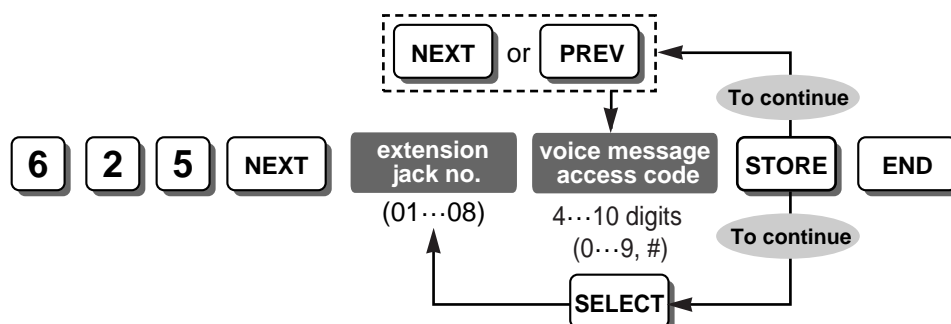 NEXT or PREV
To continue
6 2 5 NEXT extension jack no. voice message access code STORE END
(01···08) 4···10 digits (0···9, #)
To continue
SELECT